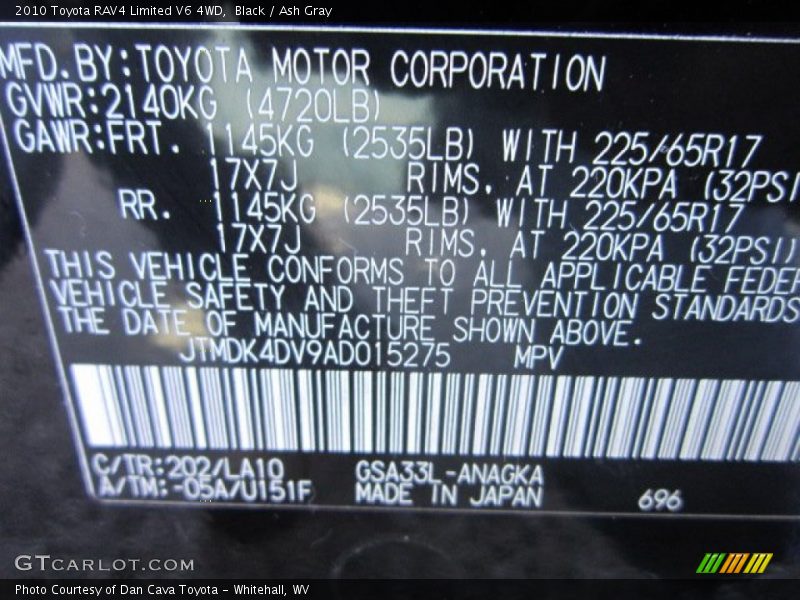 2010 Toyota RAV4 Limited V6 4WD, Black / Ash Gray
MFD.BY:TOYOTA MOTOR CORPORATION
GVWR:2140KG (4720LB)
GAWR:FRT. 1145KG (2535LB) WITH 225/65R17
17X7J RIMS, AT 220KPA (32PSI
RR. 1145KG (2535LB) WITH 225/65R17
17X7J RIMS, AT 220KPA (32PSI)
THIS VEHICLE CONFORMS TO ALL APPLICABLE FEDER
VEHICLE SAFETY AND THEFT PREVENTION STANDARDS
THE DATE OF MANUFACTURE SHOWN ABOVE.
JTMDK4DV9AD015275 MPV
C/TR:202/LA10 GSA33L-ANAGKA
A/TM:-05A/U151F MADE IN JAPAN 696
GTCARLOT.COM
Photo Courtesy of Dan Cava Toyota - Whitehall, WV